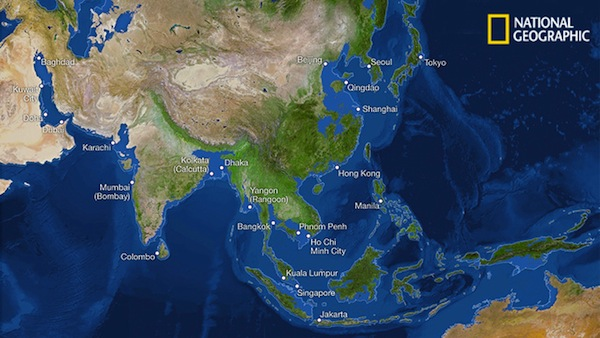 NATIONAL
GEOGRAPHIC
Baghdad
Beijing
Seoul
Tokyo
Kuwait
City
Qingdao
Doha
Dubai
Shanghai
Karachi
Kolkata
(Calcutta)
Dhaka
Hong Kong
Mumbai
(Bombay)
Yangon
(Rangoon)
Manila
Bangkok
Phnom Penh
Ho Chi
Minh City
Colombo
Kuala Lumpur
Singapore
Jakarta